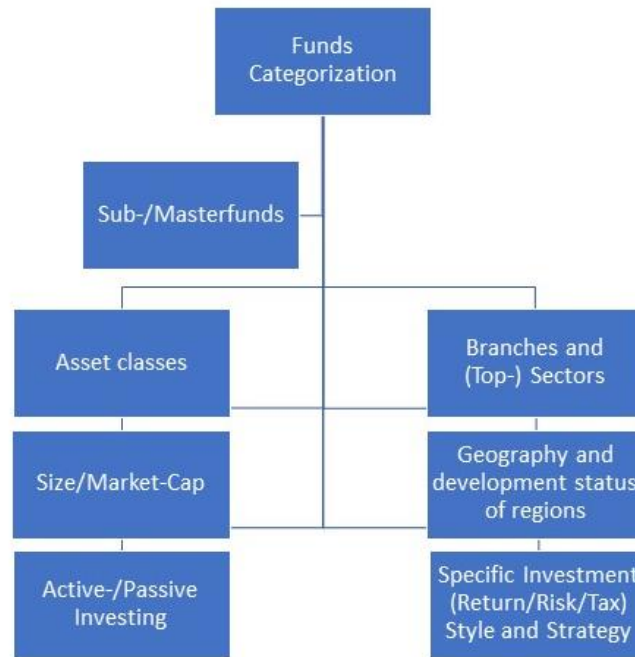 Funds
Categorization
Sub-/Masterfunds
Asset classes
Branches and
(Top-) Sectors
Size/Market-Cap
Geography and
development status
of regions
Active-/Passive
Investing
Specific Investment
(Return/Risk/Tax)
Style and Strategy